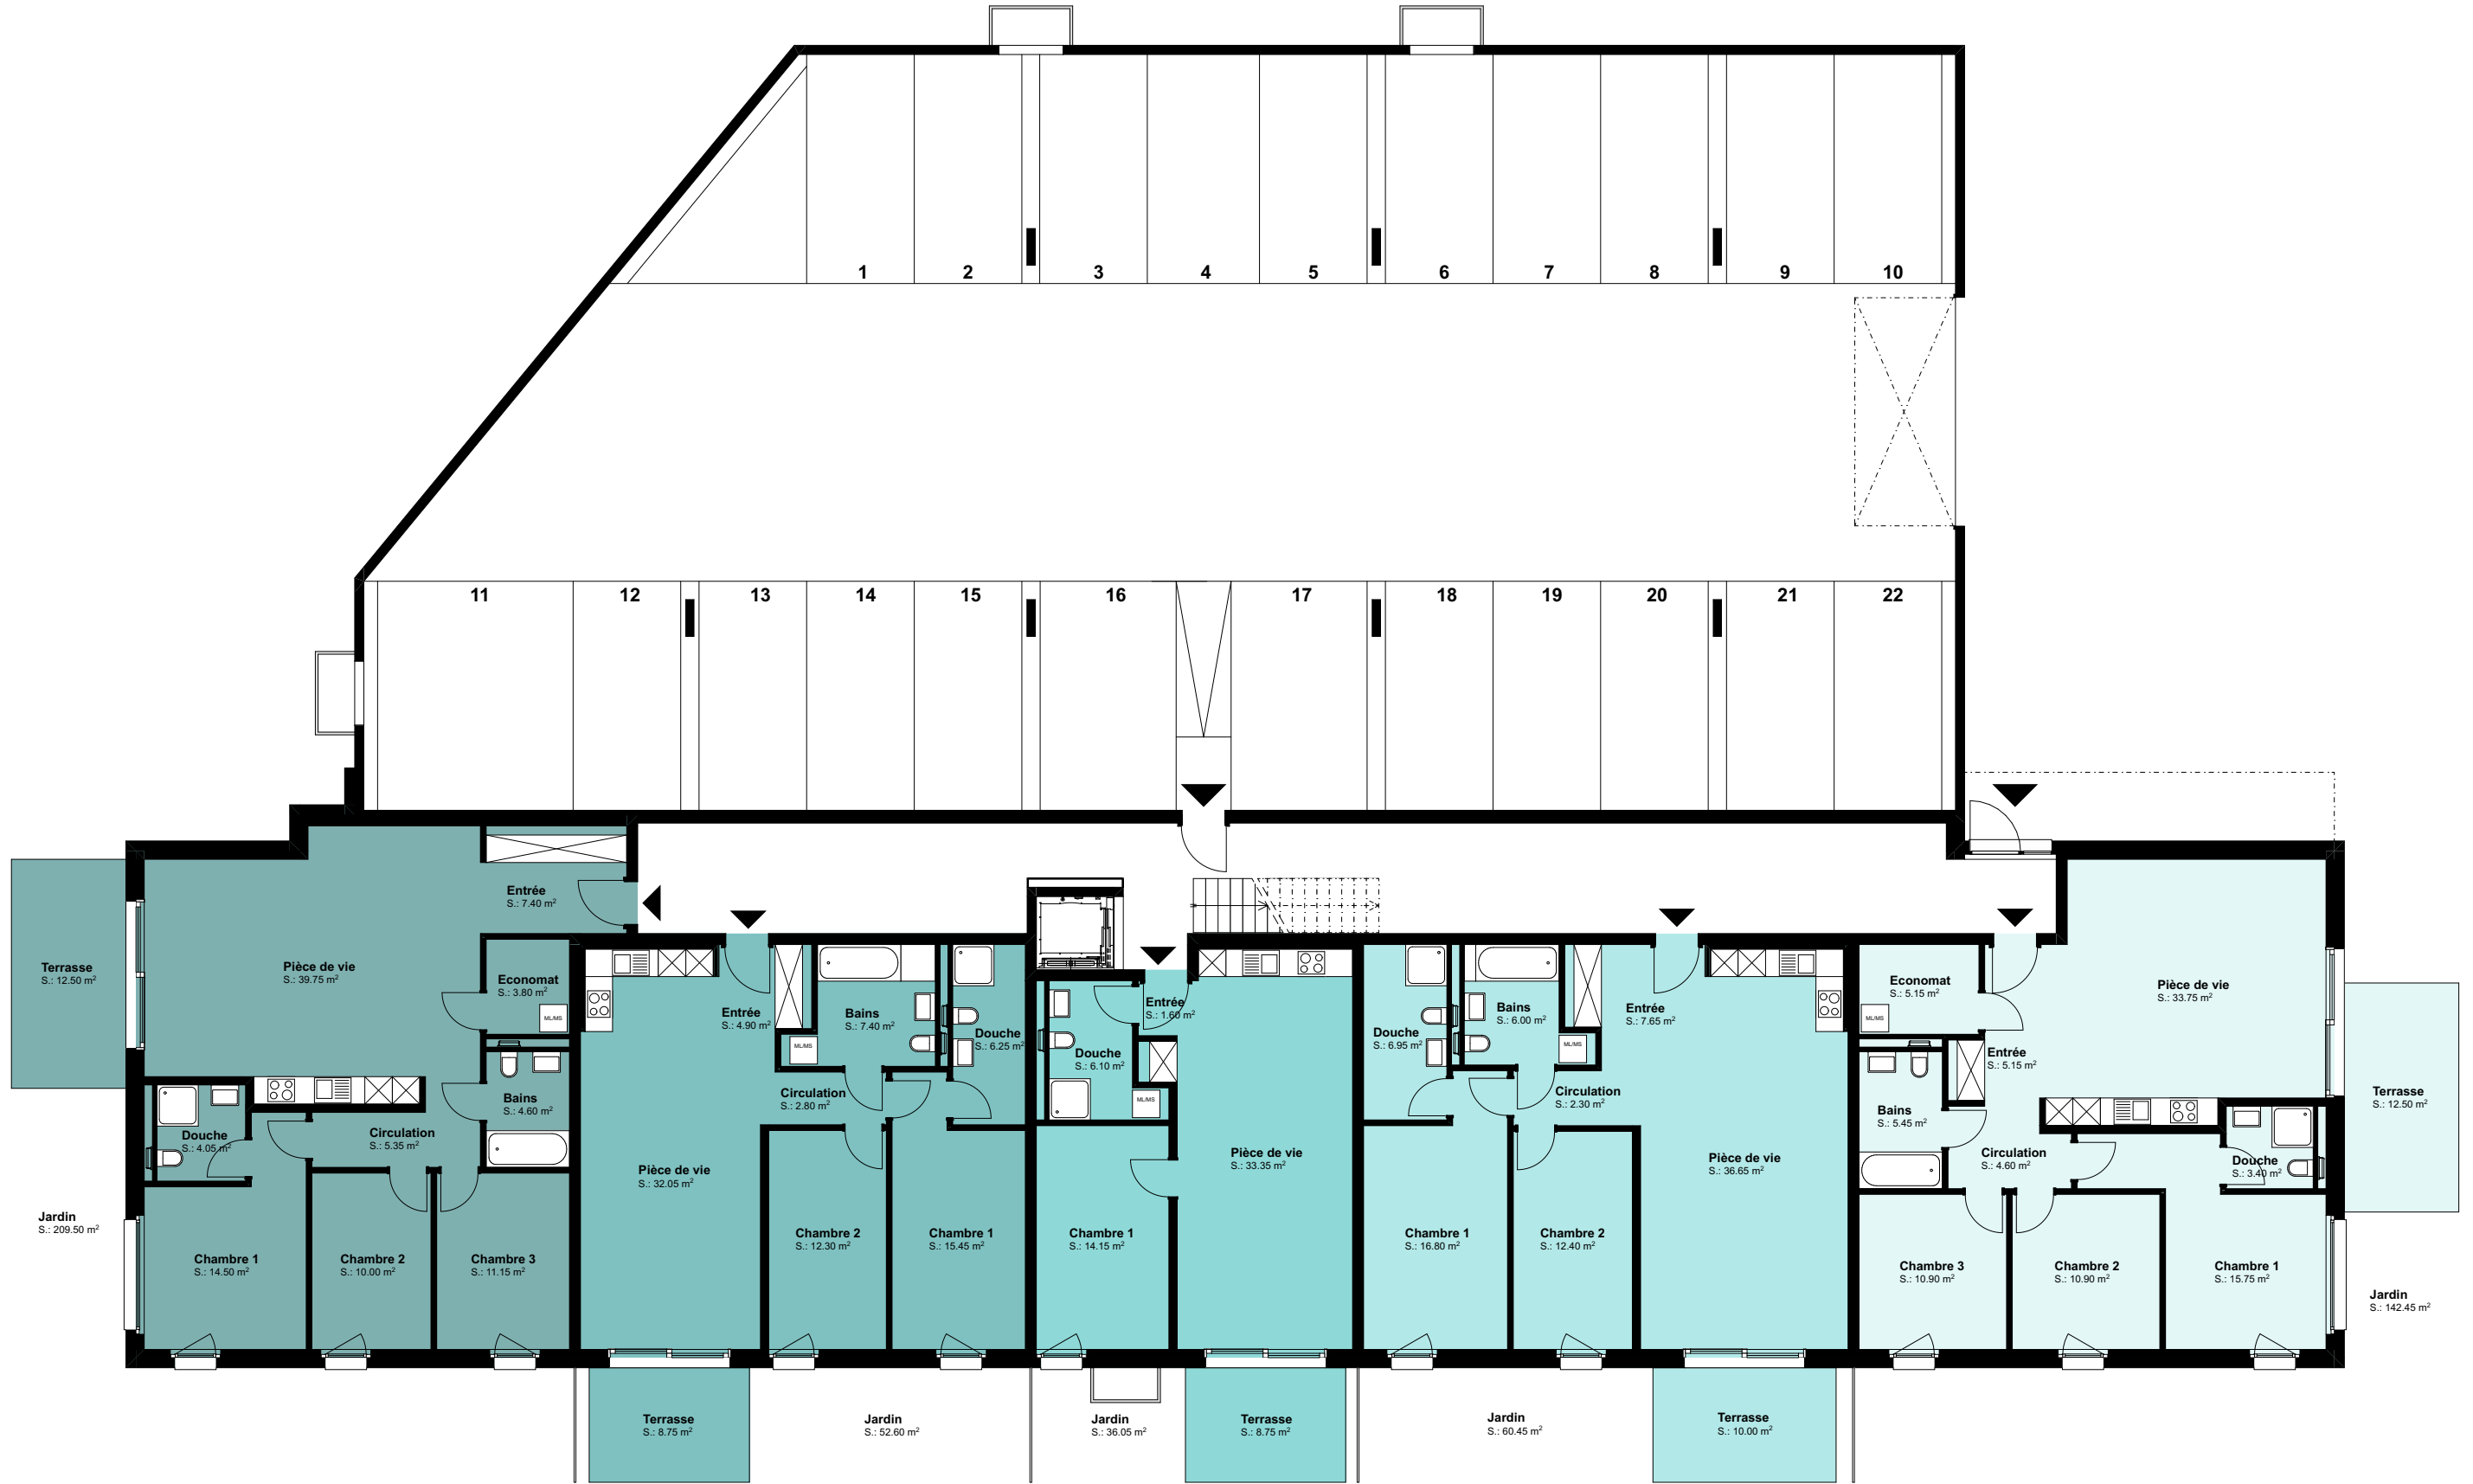 1
2
3
4
5
6
7
8
9
10
11
12
13
14
15
16
17
18
19
20
21
22
Terrasse
S.: 12.50 m²
Pièce de vie
S.: 39.75 m²
Entrée
S.: 7.40 m²
Economat
S.: 3.80 m²
ML/MS
Bains
S.: 4.60 m²
Douche
S.: 4.05 m²
Circulation
S.: 5.35 m²
Jardin
S.: 209.50 m²
Chambre 1
S.: 14.50 m²
Chambre 2
S.: 10.00 m²
Chambre 3
S.: 11.15 m²
Entrée
S.: 4.90 m²
ML/MS
Bains
S.: 7.40 m²
Douche
S.: 6.25 m²
Circulation
S.: 2.80 m²
Pièce de vie
S.: 32.05 m²
Chambre 2
S.: 12.30 m²
Chambre 1
S.: 15.45 m²
Terrasse
S.: 8.75 m²
Jardin
S.: 52.60 m²
Entrée
S.: 1.60 m²
Douche
S.: 6.10 m²
ML/MS
Pièce de vie
S.: 33.35 m²
Chambre 1
S.: 14.15 m²
Jardin
S.: 36.05 m²
Terrasse
S.: 8.75 m²
Douche
S.: 6.95 m²
Bains
S.: 6.00 m²
ML/MS
Entrée
S.: 7.65 m²
Circulation
S.: 2.30 m²
Pièce de vie
S.: 36.65 m²
Chambre 1
S.: 16.80 m²
Chambre 2
S.: 12.40 m²
Jardin
S.: 60.45 m²
Terrasse
S.: 10.00 m²
Economat
S.: 5.15 m²
ML/MS
Pièce de vie
S.: 33.75 m²
Entrée
S.: 5.15 m²
Bains
S.: 5.45 m²
Circulation
S.: 4.60 m²
Douche
S.: 3.40 m²
Terrasse
S.: 12.50 m²
Chambre 3
S.: 10.90 m²
Chambre 2
S.: 10.90 m²
Chambre 1
S.: 15.75 m²
Jardin
S.: 142.45 m²